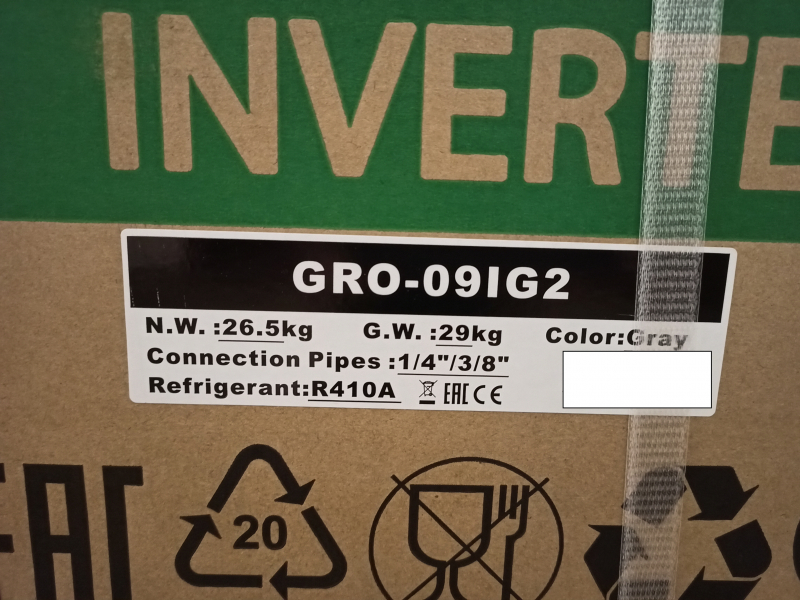 INVERTE
GRO-09IG2
N.W. :26.5kg G.W. :29kg Color:Gray
Connection Pipes :1/4"/3/8"
Refrigerant:R410A EAC CE
EAC
20